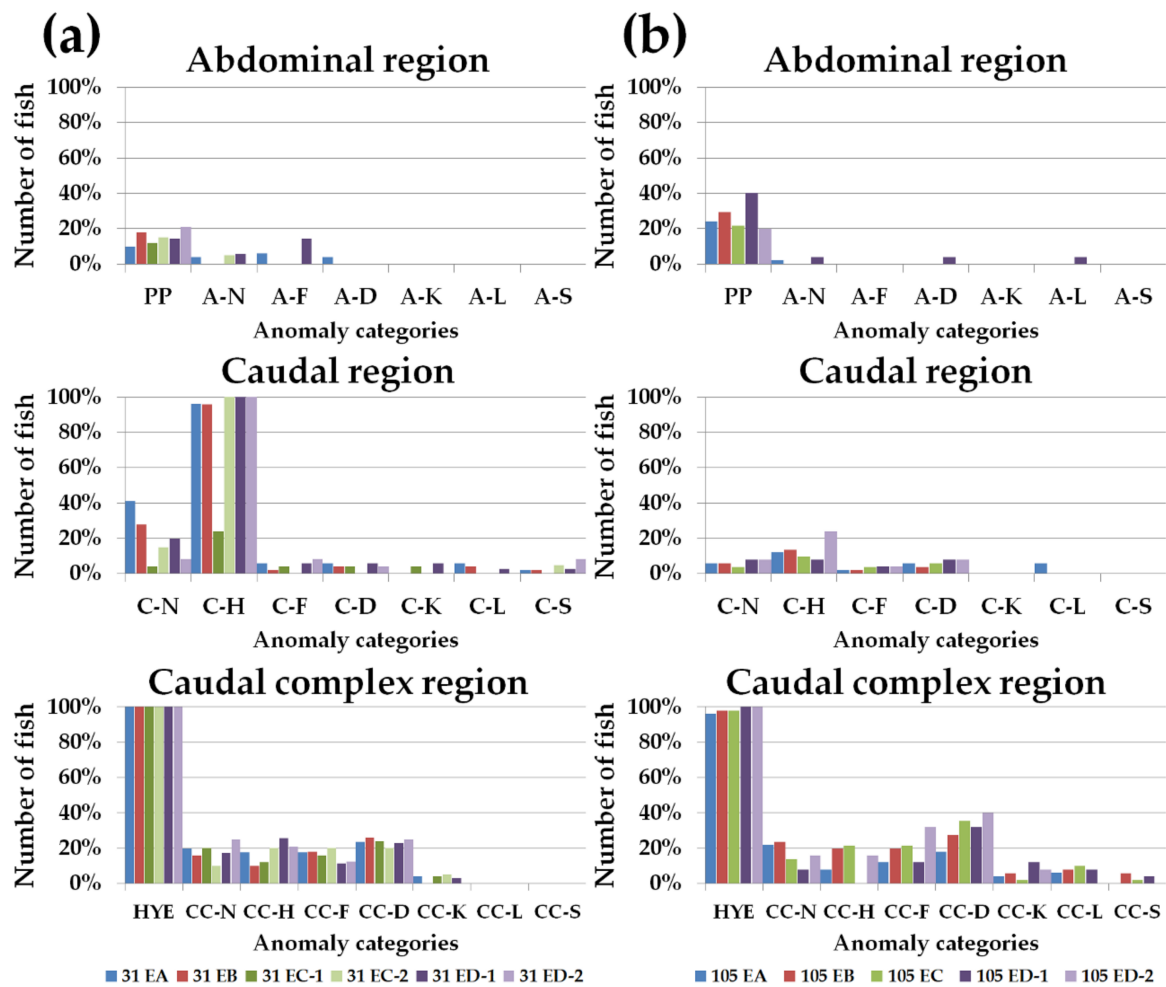 (a)
Abdominal region
Number of fish
100%
80%
60%
40%
20%
0%
PP A-N A-F A-D A-K A-L A-S
Anomaly categories
Caudal region
Number of fish
100%
80%
60%
40%
20%
0%
C-N C-H C-F C-D C-K C-L C-S
Anomaly categories
Caudal complex region
Number of fish
100%
80%
60%
40%
20%
0%
HYE CC-N CC-H CC-F CC-D CC-K CC-L CC-S
Anomaly categories
31 EA 31 EB 31 EC-1 31 EC-2 31 ED-1 31 ED-2
(b)
Abdominal region
Number of fish
100%
80%
60%
40%
20%
0%
PP A-N A-F A-D A-K A-L A-S
Anomaly categories
Caudal region
Number of fish
100%
80%
60%
40%
20%
0%
C-N C-H C-F C-D C-K C-L C-S
Anomaly categories
Caudal complex region
Number of fish
100%
80%
60%
40%
20%
0%
HYE CC-N CC-H CC-F CC-D CC-K CC-L CC-S
Anomaly categories
105 EA 105 EB 105 EC 105 ED-1 105 ED-2